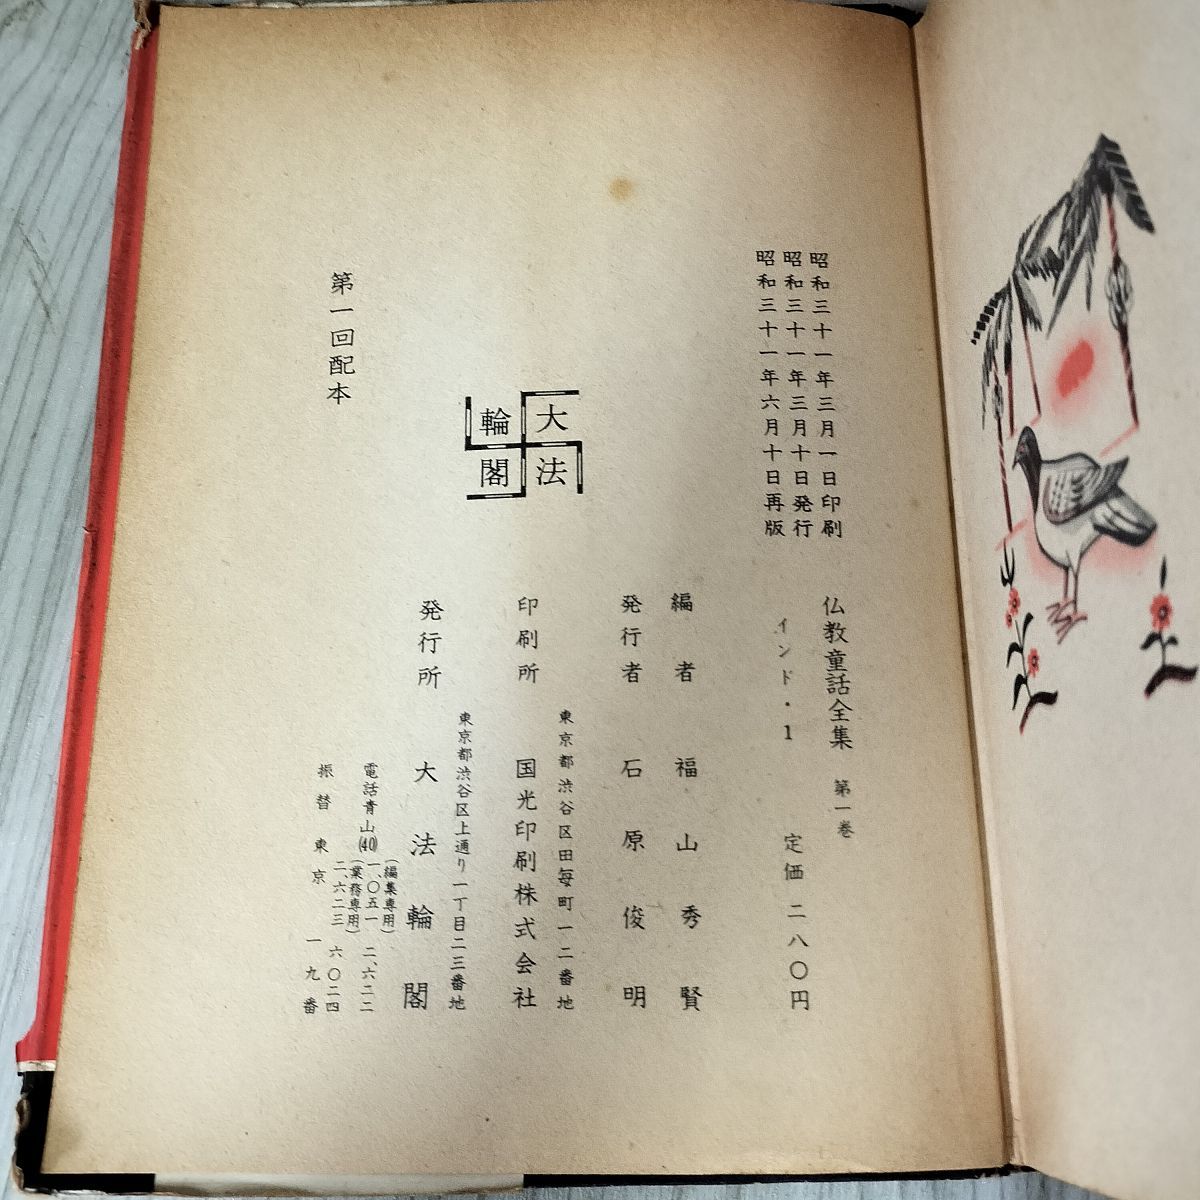 昭和三十一年三月一日印刷
昭和三十一年三月十日発行
昭和三十一年六月十日再版
仏教童話全集 第一巻
インド・1 定価 二八〇円
編者 福山秀賢
発行者 石原俊明
東京都渋谷区田毎町一二番地
印刷所 国光印刷株式会社
東京都渋谷区上通り一丁目二三番地
発行所 大法輪閣
(編集専用)
電話青山(40)一、〇五一 二、六二二
(業務専用)
二、六二三 六〇二四
振替東京 一九番
大法
輪閣
第一回配本